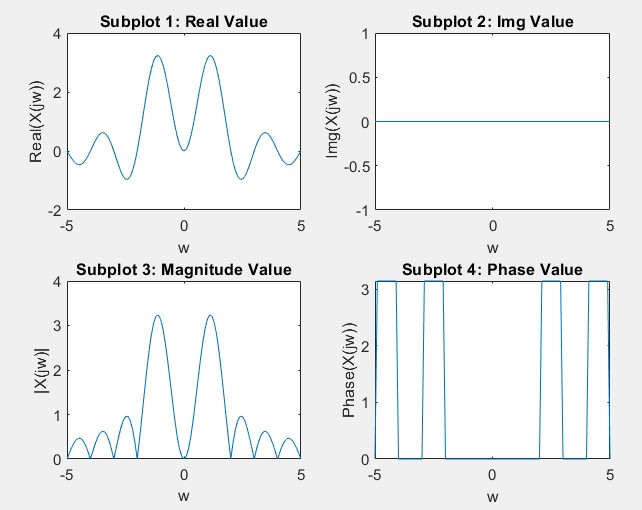 Subplot 1: Real Value
Real(X(jw))
4
2
0
-2
-5
0
5
w
Subplot 2: Img Value
Img(X(jw))
1
0.5
0
-0.5
-1
-5
0
5
w
Subplot 3: Magnitude Value
|X(jw)|
4
3
2
1
0
-5
0
5
w
Subplot 4: Phase Value
Phase(X(jw))
3
2
1
0
-5
0
5
w